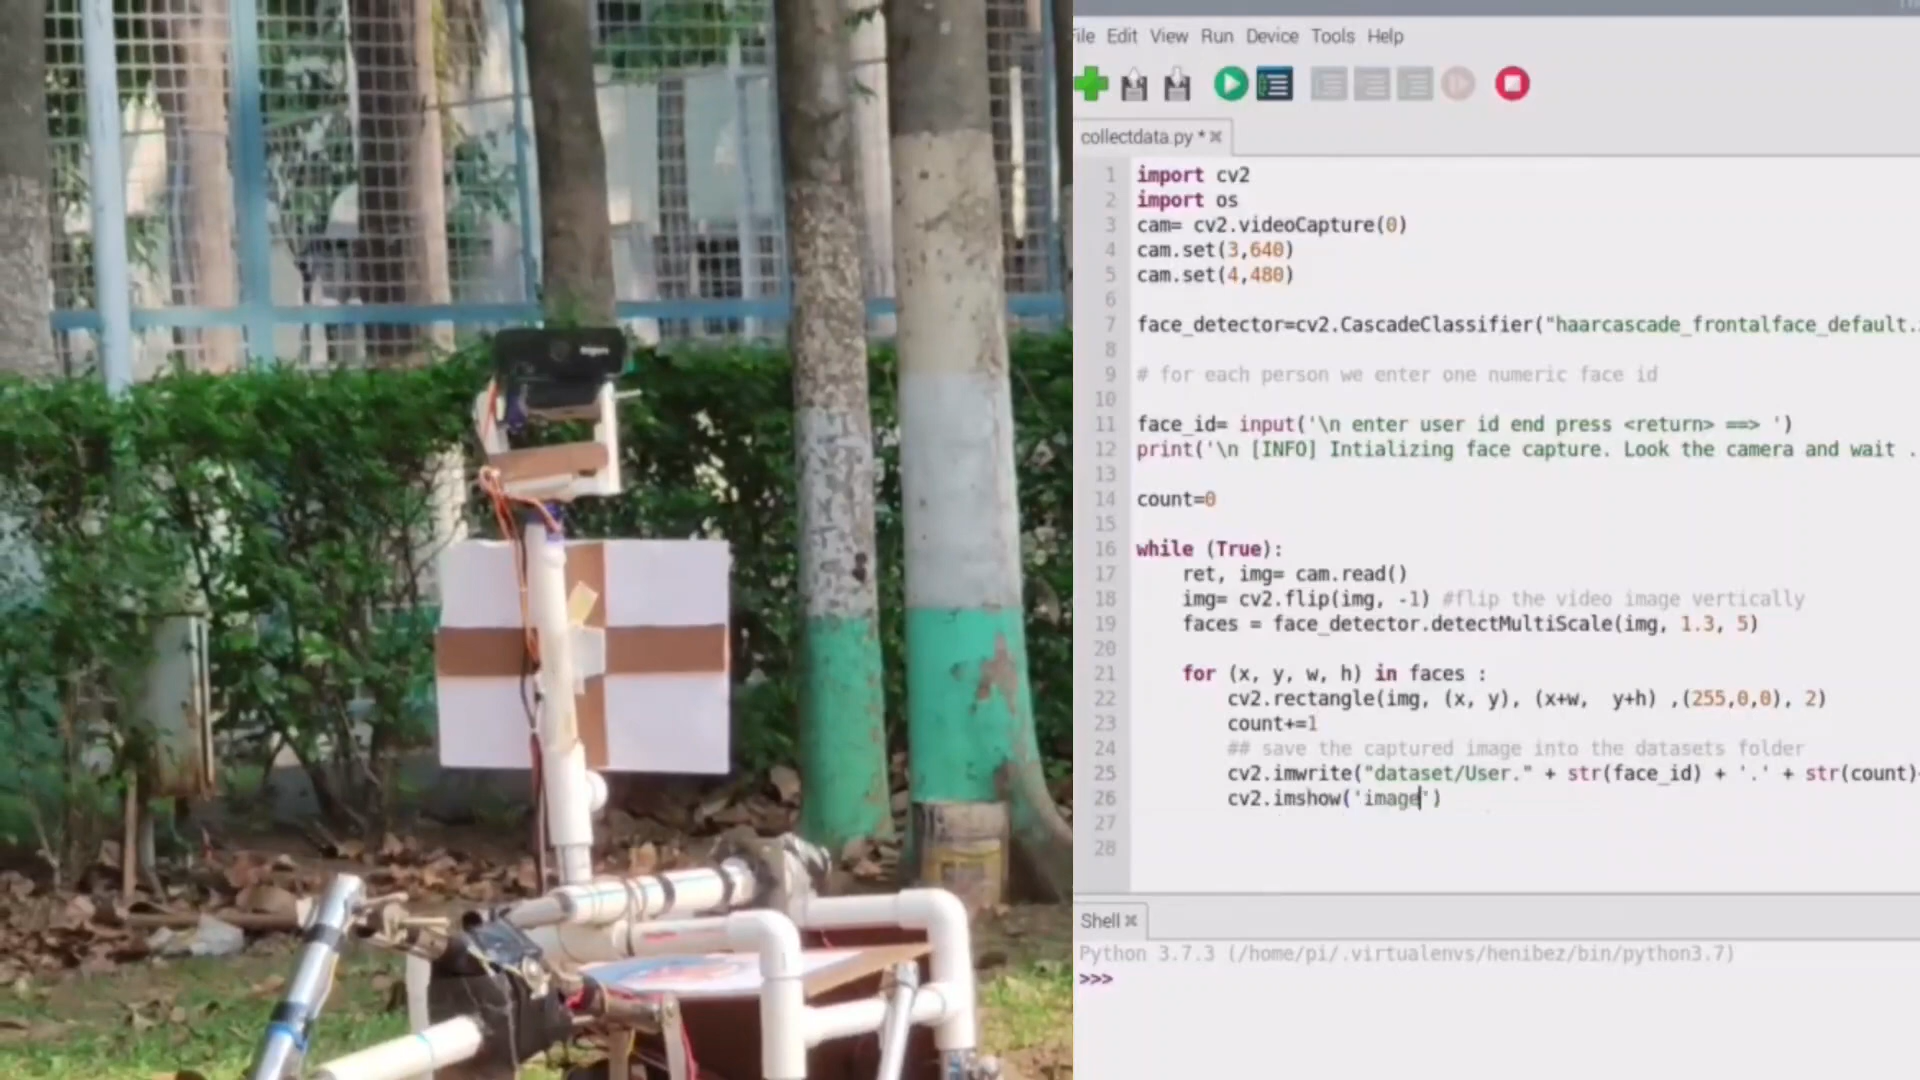 File Edit View Run Device Tools Help
collectdata.py *
1 import cv2
2 import os
3 cam= cv2.videoCapture(0)
4 cam.set(3,640)
5 cam.set(4,480)
6
7 face_detector=cv2.CascadeClassifier("haarcascade_frontalface_default.
8
9 # for each person we enter one numeric face id
10
11 face_id= input('\n enter user id end press <return> ==> ')
12 print('\n [INFO] Intializing face capture. Look the camera and wait .
13
14 count=0
15
16 while (True):
17 ret, img= cam.read()
18 img= cv2.flip(img, -1) #flip the video image vertically
19 faces = face_detector.detectMultiScale(img, 1.3, 5)
20
21 for (x, y, w, h) in faces :
22 cv2.rectangle(img, (x, y), (x+w, y+h) ,(255,0,0), 2)
23 count+=1
24 ## save the captured image into the datasets folder
25 cv2.imwrite("dataset/User." + str(face_id) + '.' + str(count)
26 cv2.imshow('image')
27
28
Shell
Python 3.7.3 (/home/pi/.virtualenvs/henibez/bin/python3.7)
>>>